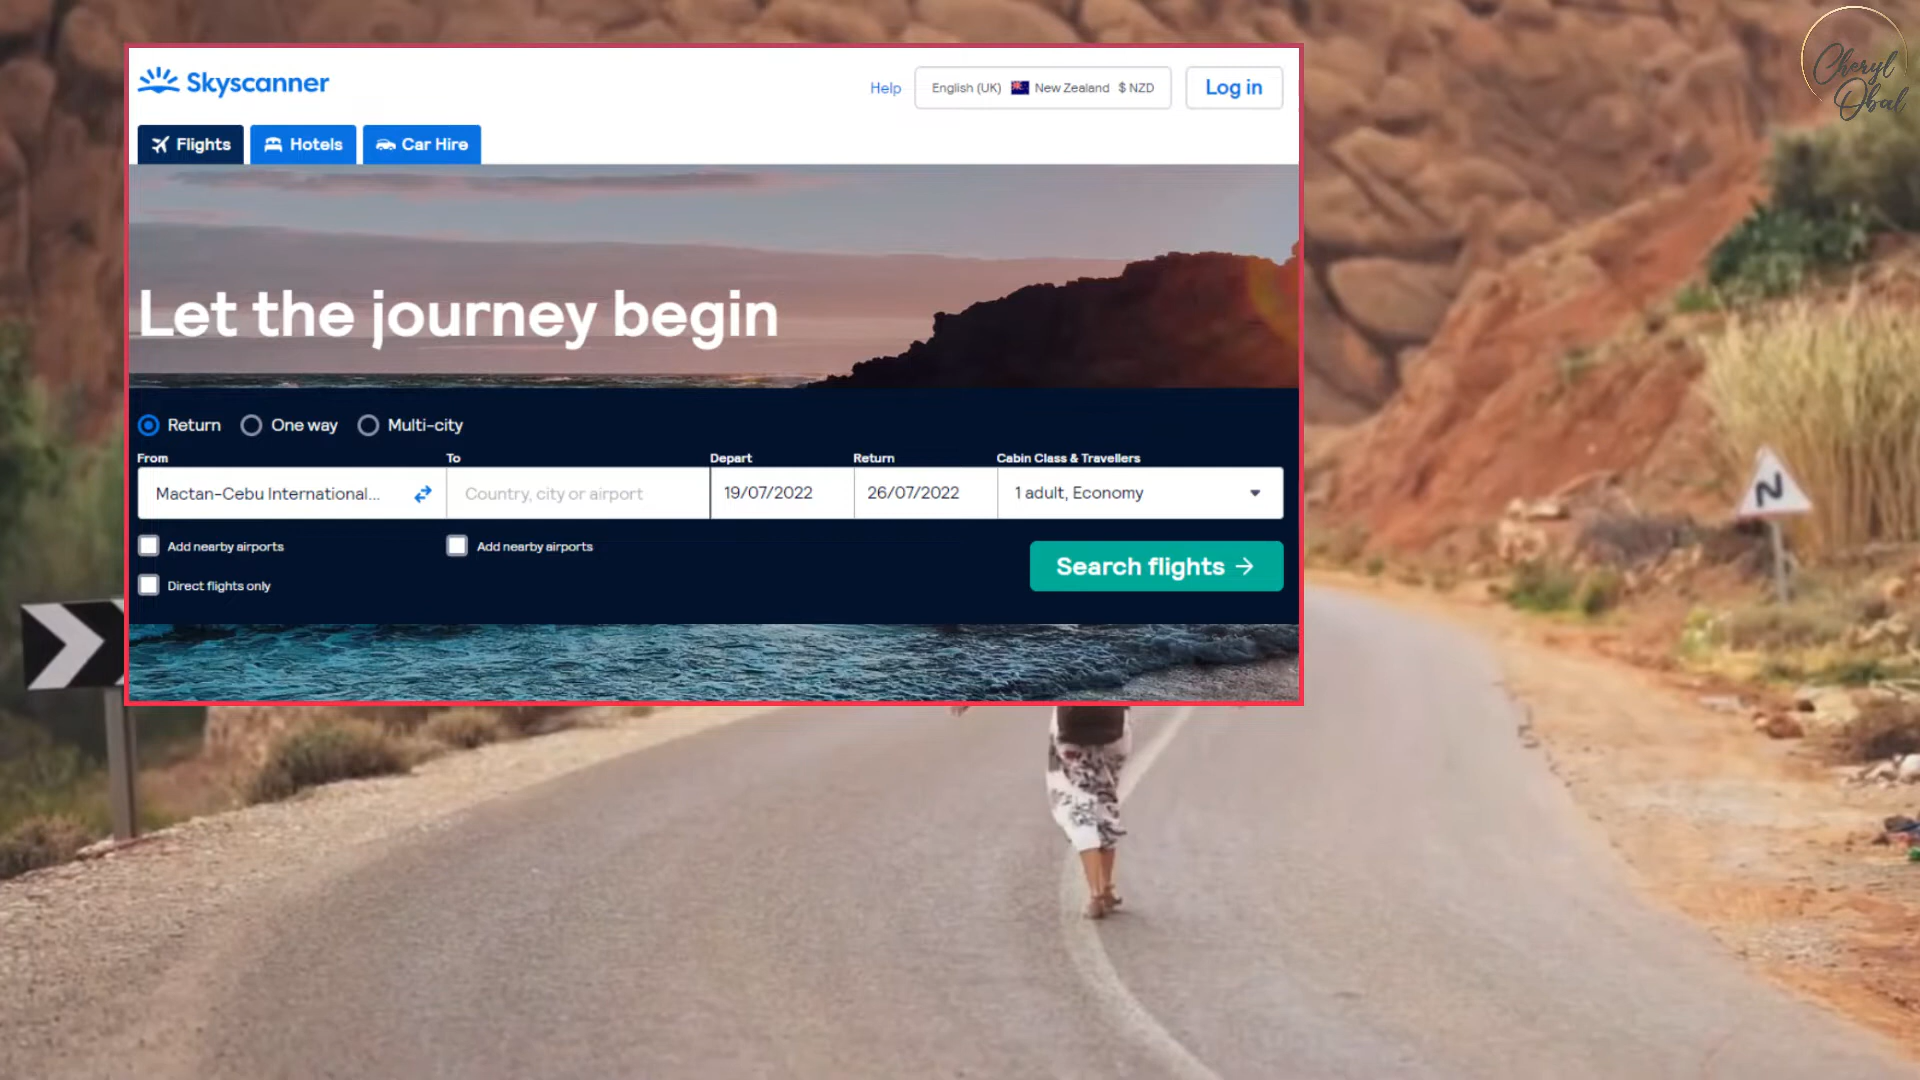 Cheryl
Obal
Skyscanner
Help
English (UK) New Zealand $ NZD
Log in
Flights
Hotels
Car Hire
Let the journey begin
Return
One way
Multi-city
From
To
Depart
Return
Cabin Class & Travellers
Mactan-Cebu International...
Country, city or airport
19/07/2022
26/07/2022
1 adult, Economy
Add nearby airports
Add nearby airports
Direct flights only
Search flights →